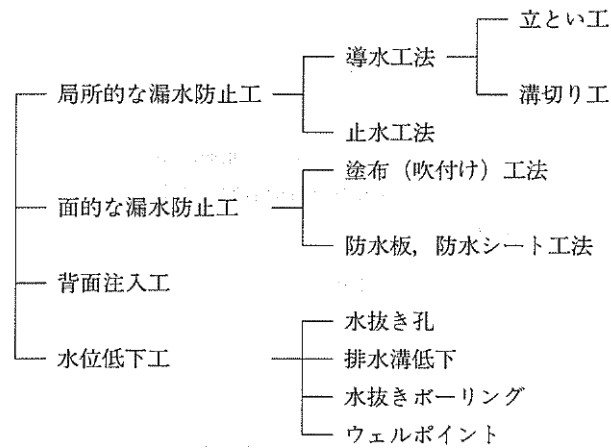 局所的な漏水防止工
導水工法
立とい工
溝切り工
止水工法
面的な漏水防止工
塗布（吹付け）工法
防水板，防水シート工法
背面注入工
水位低下工
水抜き孔
排水溝低下
水抜きボーリング
ウェルポイント